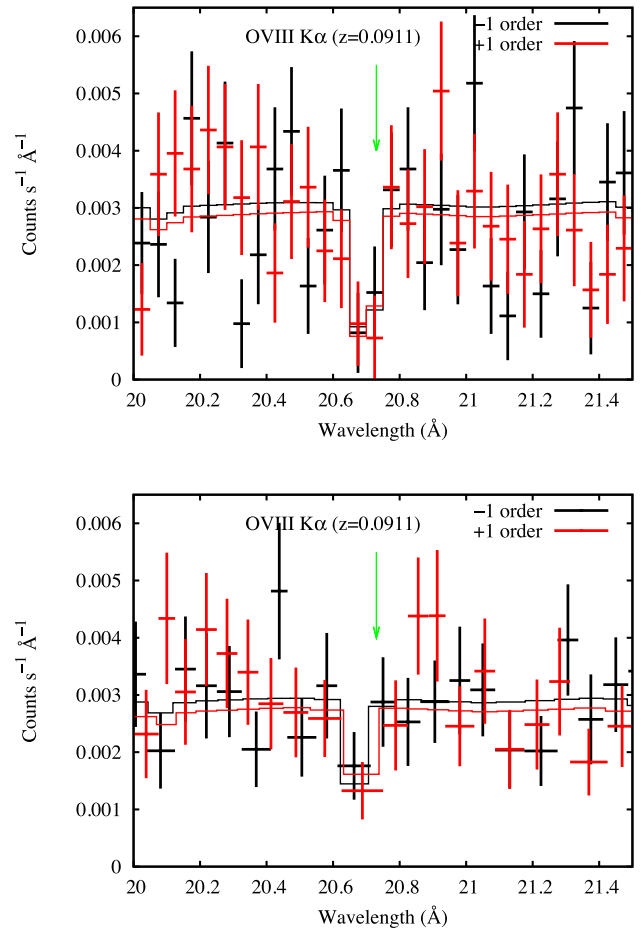 0.006
0.005
0.004
0.003
0.002
0.001
0
Counts s⁻¹ Å⁻¹
OVIII Kα (z=0.0911)
−1 order
+1 order
20 20.2 20.4 20.6 20.8 21 21.2 21.4
Wavelength (Å)
0.006
0.005
0.004
0.003
0.002
0.001
0
Counts s⁻¹ Å⁻¹
OVIII Kα (z=0.0911)
−1 order
+1 order
20 20.2 20.4 20.6 20.8 21 21.2 21.4
Wavelength (Å)